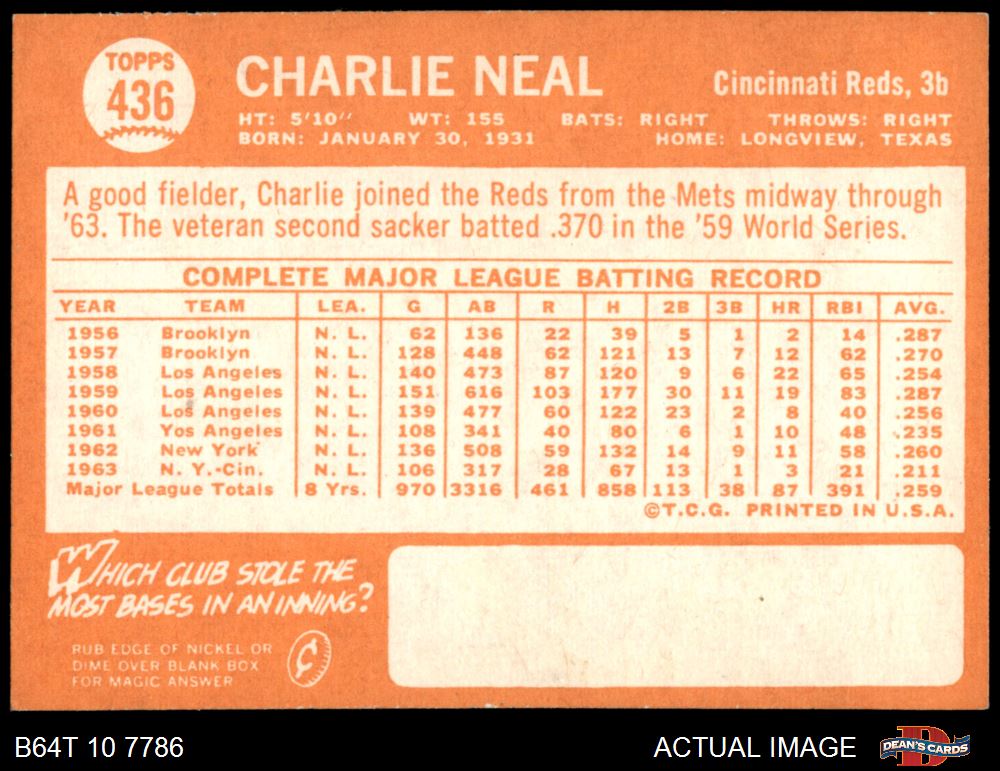 TOPPS
436
CHARLIE NEAL
Cincinnati Reds, 3b
HT: 5'10" WT: 155 BATS: RIGHT THROWS: RIGHT
BORN: JANUARY 30, 1931 HOME: LONGVIEW, TEXAS
A good fielder, Charlie joined the Reds from the Mets midway through
'63. The veteran second sacker batted .370 in the '59 World Series.
COMPLETE MAJOR LEAGUE BATTING RECORD
YEAR TEAM LEA. G AB R H 2B 3B HR RBI AVG.
1956 Brooklyn N. L. 62 136 22 39 5 1 2 14 .287
1957 Brooklyn N. L. 128 448 62 121 13 7 12 62 .270
1958 Los Angeles N. L. 140 473 87 120 9 6 22 65 .254
1959 Los Angeles N. L. 151 616 103 177 30 11 19 83 .287
1960 Los Angeles N. L. 139 477 60 122 23 2 8 40 .256
1961 Yos Angeles N. L. 108 341 40 80 6 1 10 48 .235
1962 New York N. L. 136 508 59 132 14 9 11 58 .260
1963 N. Y.-Cin. N. L. 106 317 28 67 13 1 3 21 .211
Major League Totals 8 Yrs. 970 3316 461 858 113 38 87 391 .259
©T.C.G. PRINTED IN U.S.A.
WHICH CLUB STOLE THE
MOST BASES IN AN INNING?
RUB EDGE OF NICKEL OR
DIME OVER BLANK BOX
FOR MAGIC ANSWER
¢
B64T 10 7786
ACTUAL IMAGE
D
DEAN'S CARDS